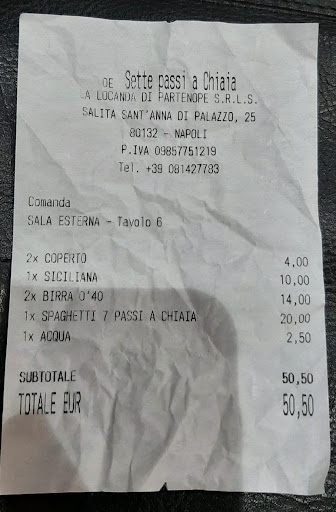 OE Sette passi a Chiaia
LA LOCANDA DI PARTENOPE S.R.L.S.
SALITA SANT'ANNA DI PALAZZO, 25
80132 - NAPOLI
P.IVA 09857751219
Tel. +39 081427783
Comanda
SALA ESTERNA - Tavolo 6
2x COPERTO 4,00
1x SICILIANA 10,00
2x BIRRA 0'40 14,00
1x SPAGHETTI 7 PASSI A CHIAIA 20,00
1x ACQUA 2,50
SUBTOTALE 50,50
TOTALE EUR 50,50